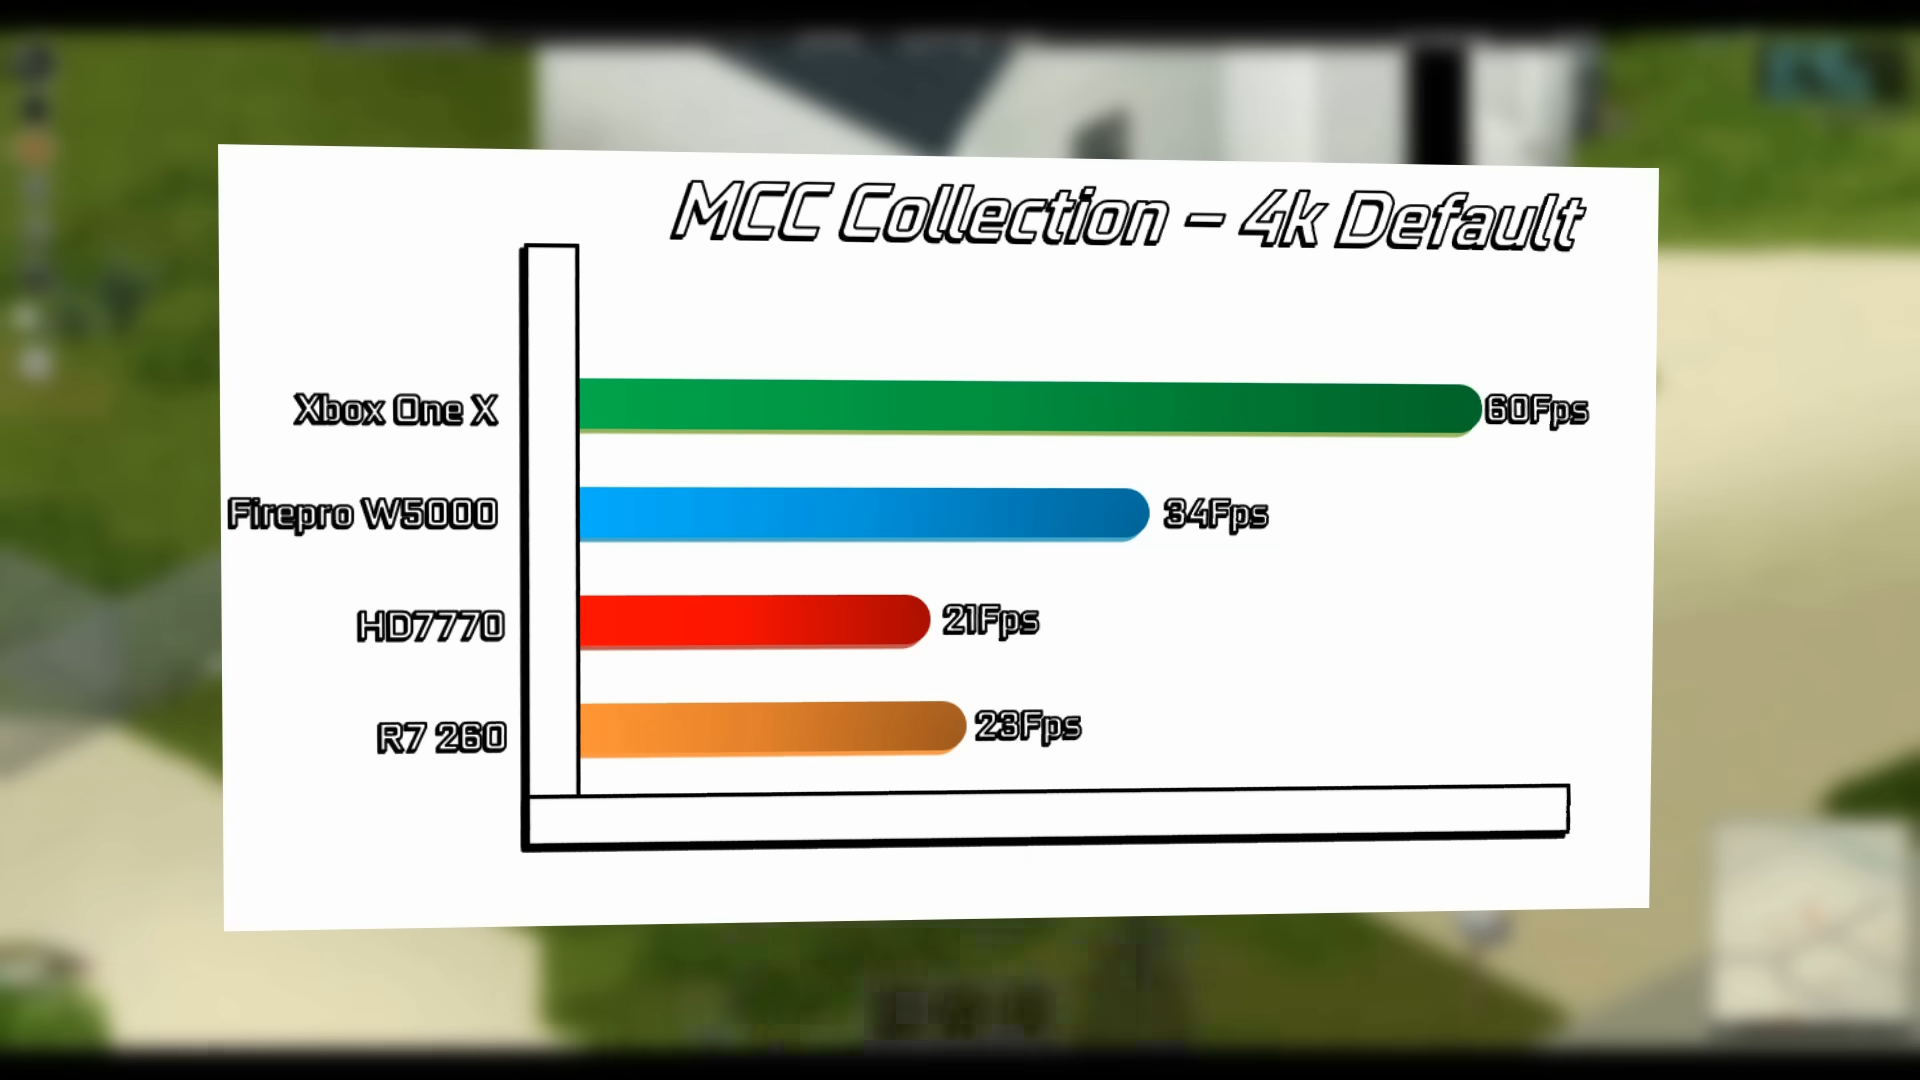 MCC Collection - 4k Default
Xbox One X 60Fps
Firepro W5000 34Fps
HD7770 21Fps
R7 260 23Fps